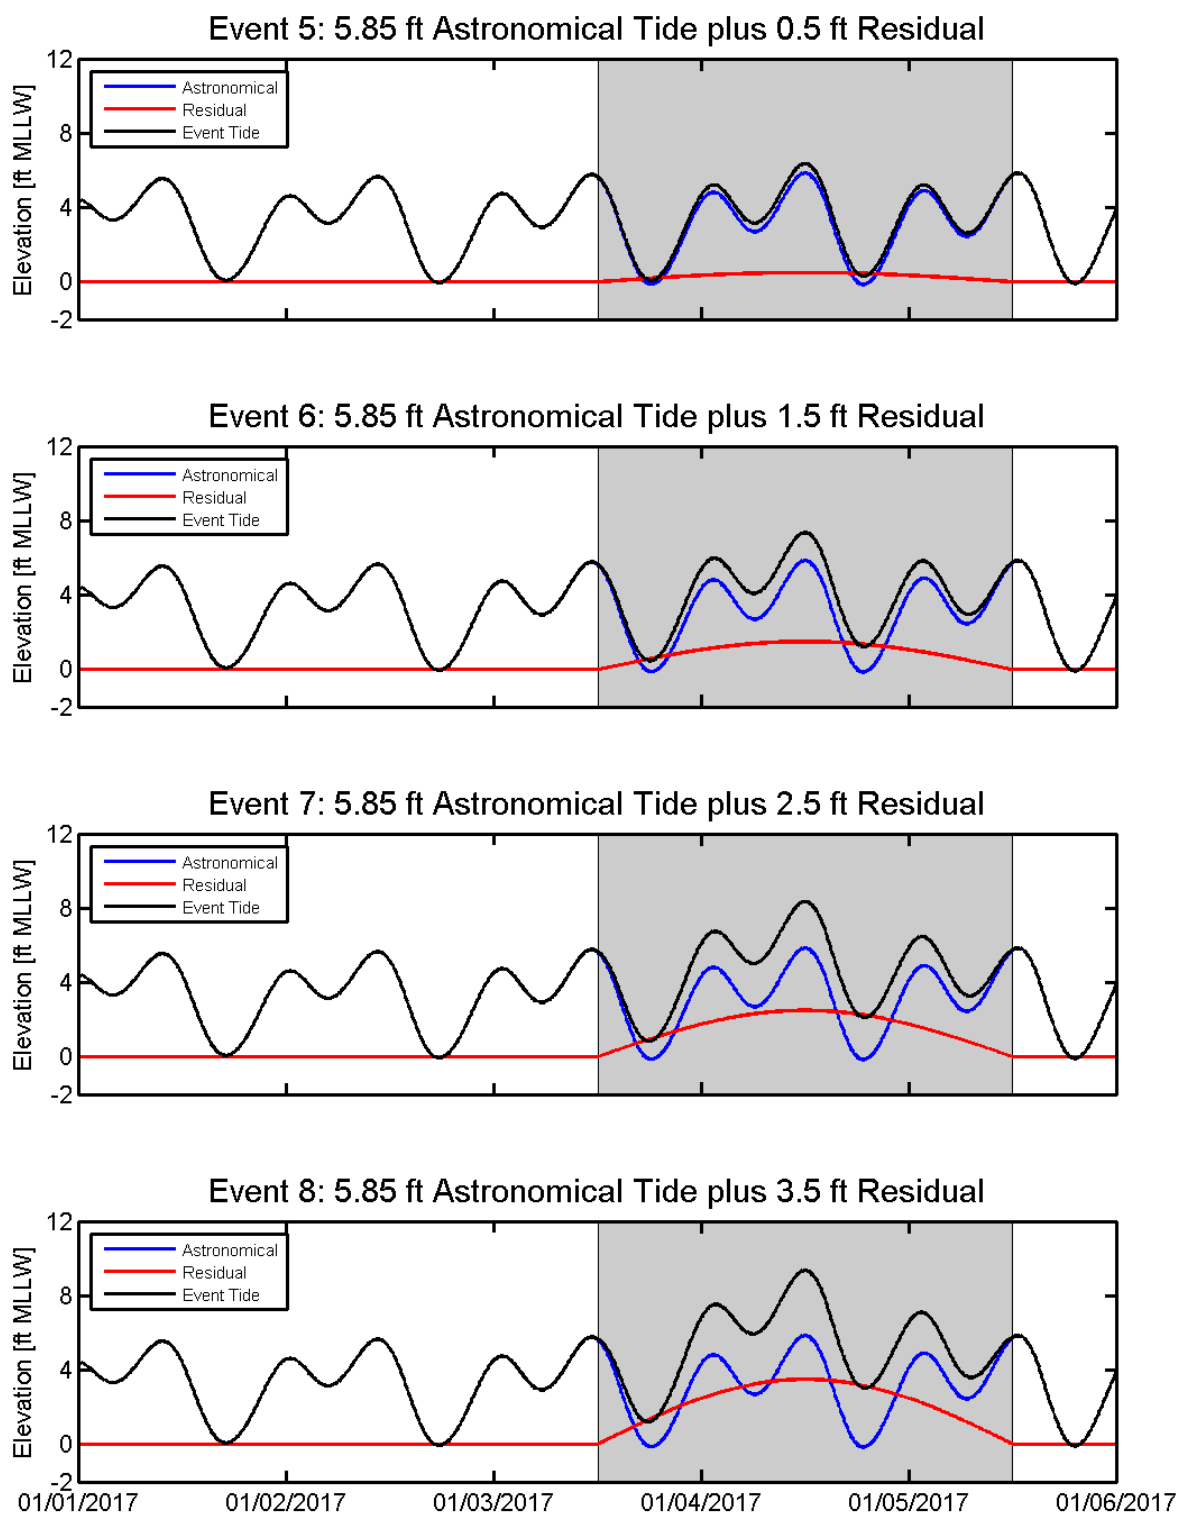 Event 5: 5.85 ft Astronomical Tide plus 0.5 ft Residual
12
8
4
0
-2
Elevation [ft MLLW]
Astronomical
Residual
Event Tide
Event 6: 5.85 ft Astronomical Tide plus 1.5 ft Residual
12
8
4
0
-2
Elevation [ft MLLW]
Astronomical
Residual
Event Tide
Event 7: 5.85 ft Astronomical Tide plus 2.5 ft Residual
12
8
4
0
-2
Elevation [ft MLLW]
Astronomical
Residual
Event Tide
Event 8: 5.85 ft Astronomical Tide plus 3.5 ft Residual
12
8
4
0
-2
Elevation [ft MLLW]
Astronomical
Residual
Event Tide
01/01/2017 01/02/2017 01/03/2017 01/04/2017 01/05/2017 01/06/2017